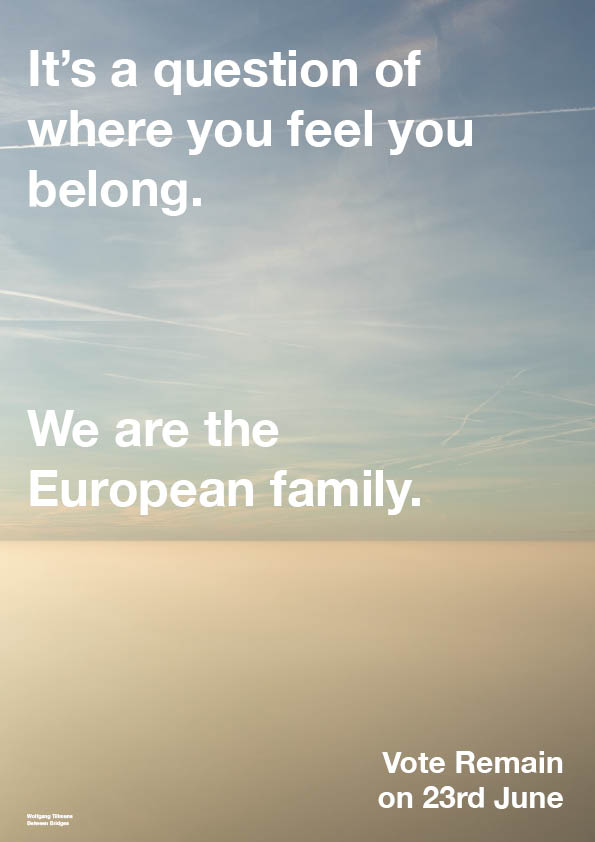 It’s a question of
where you feel you
belong.
We are the
European family.
Vote Remain
on 23rd June
Wolfgang Tillmans
Between Bridges